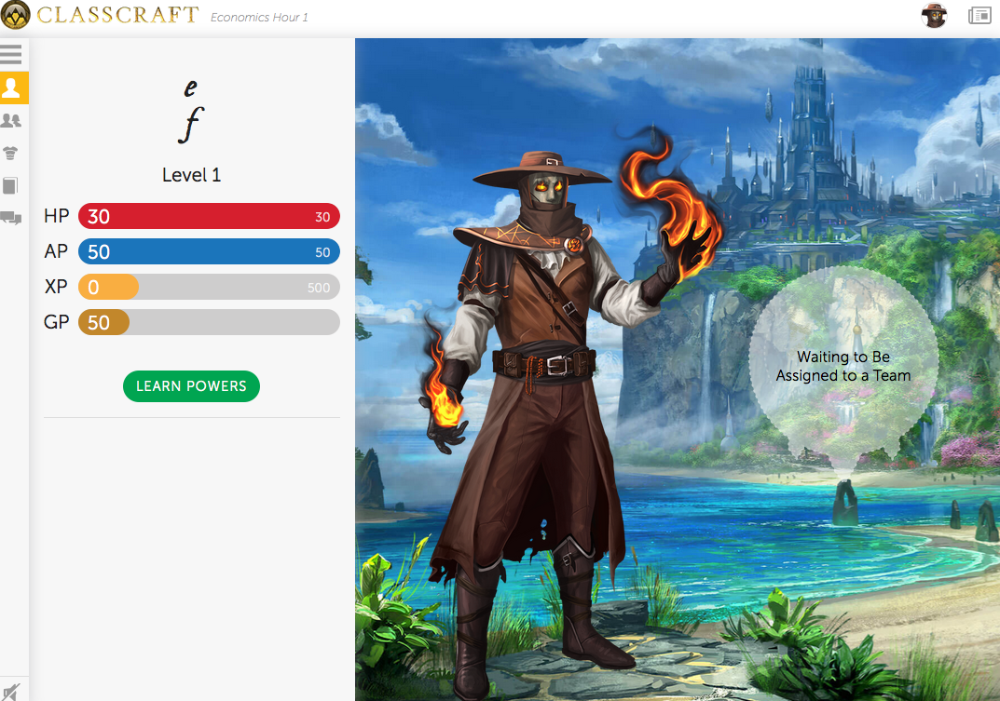 CLASSCRAFT
Economics Hour 1
e
f
Level 1
HP 30 30
AP 50 50
XP 0 500
GP 50
LEARN POWERS
Waiting to Be
Assigned to a Team